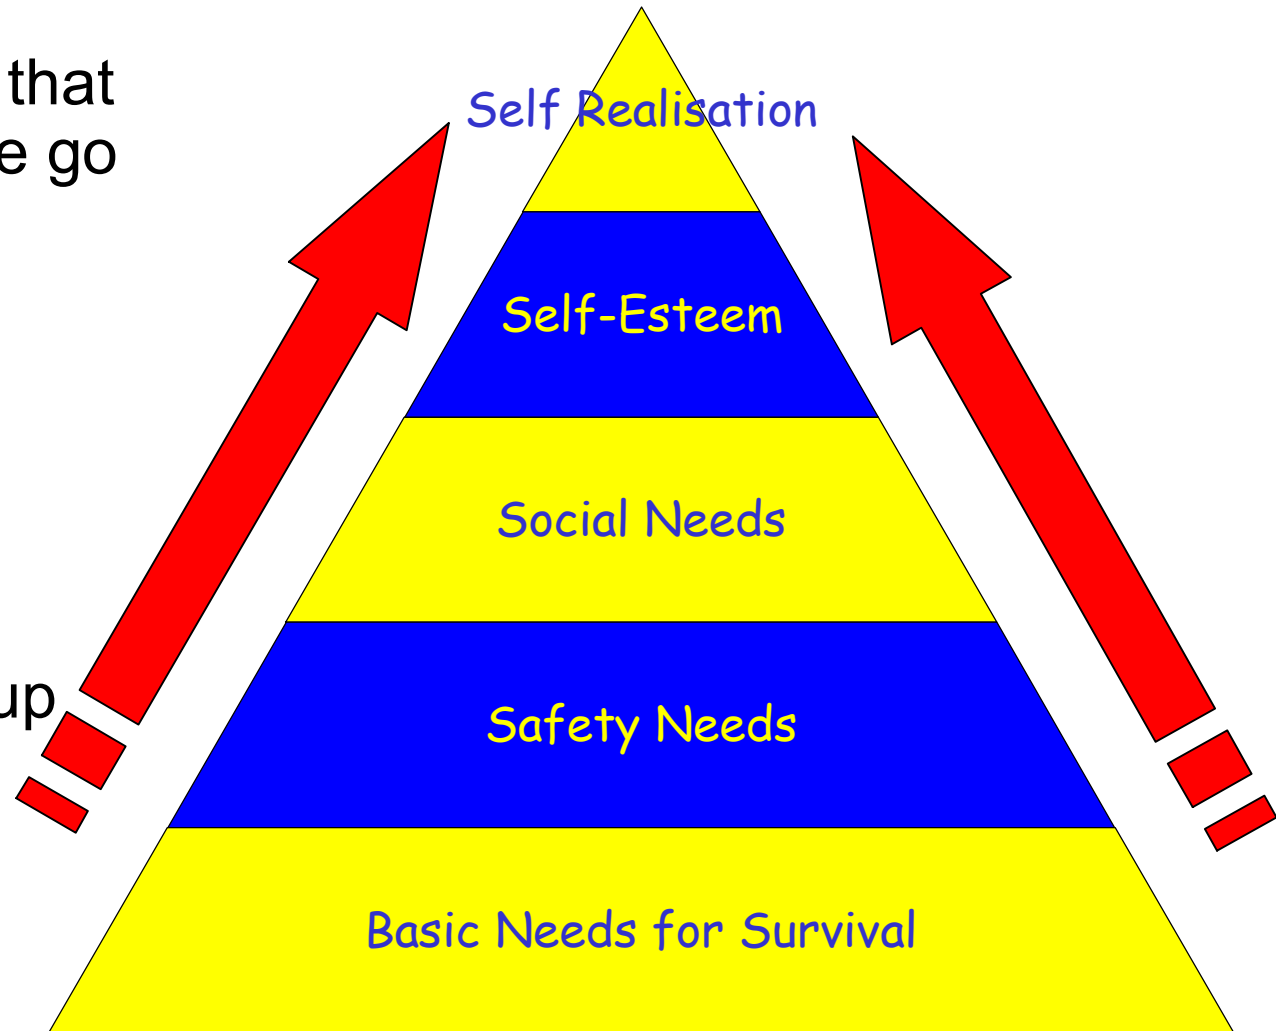 that
e go
Self Realisation
Self-Esteem
Social Needs
up
Safety Needs
Basic Needs for Survival